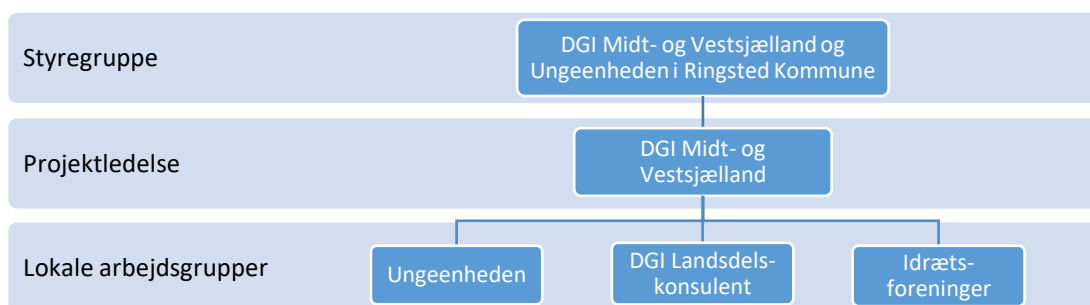 Styregruppe
DGI Midt- og Vestsjælland og
Ungeenheden i Ringsted Kommune
Projektledelse
DGI Midt- og
Vestsjælland
Lokale arbejdsgrupper
Ungeenheden
DGI Landsdels-
konsulent
Idræts-
foreninger